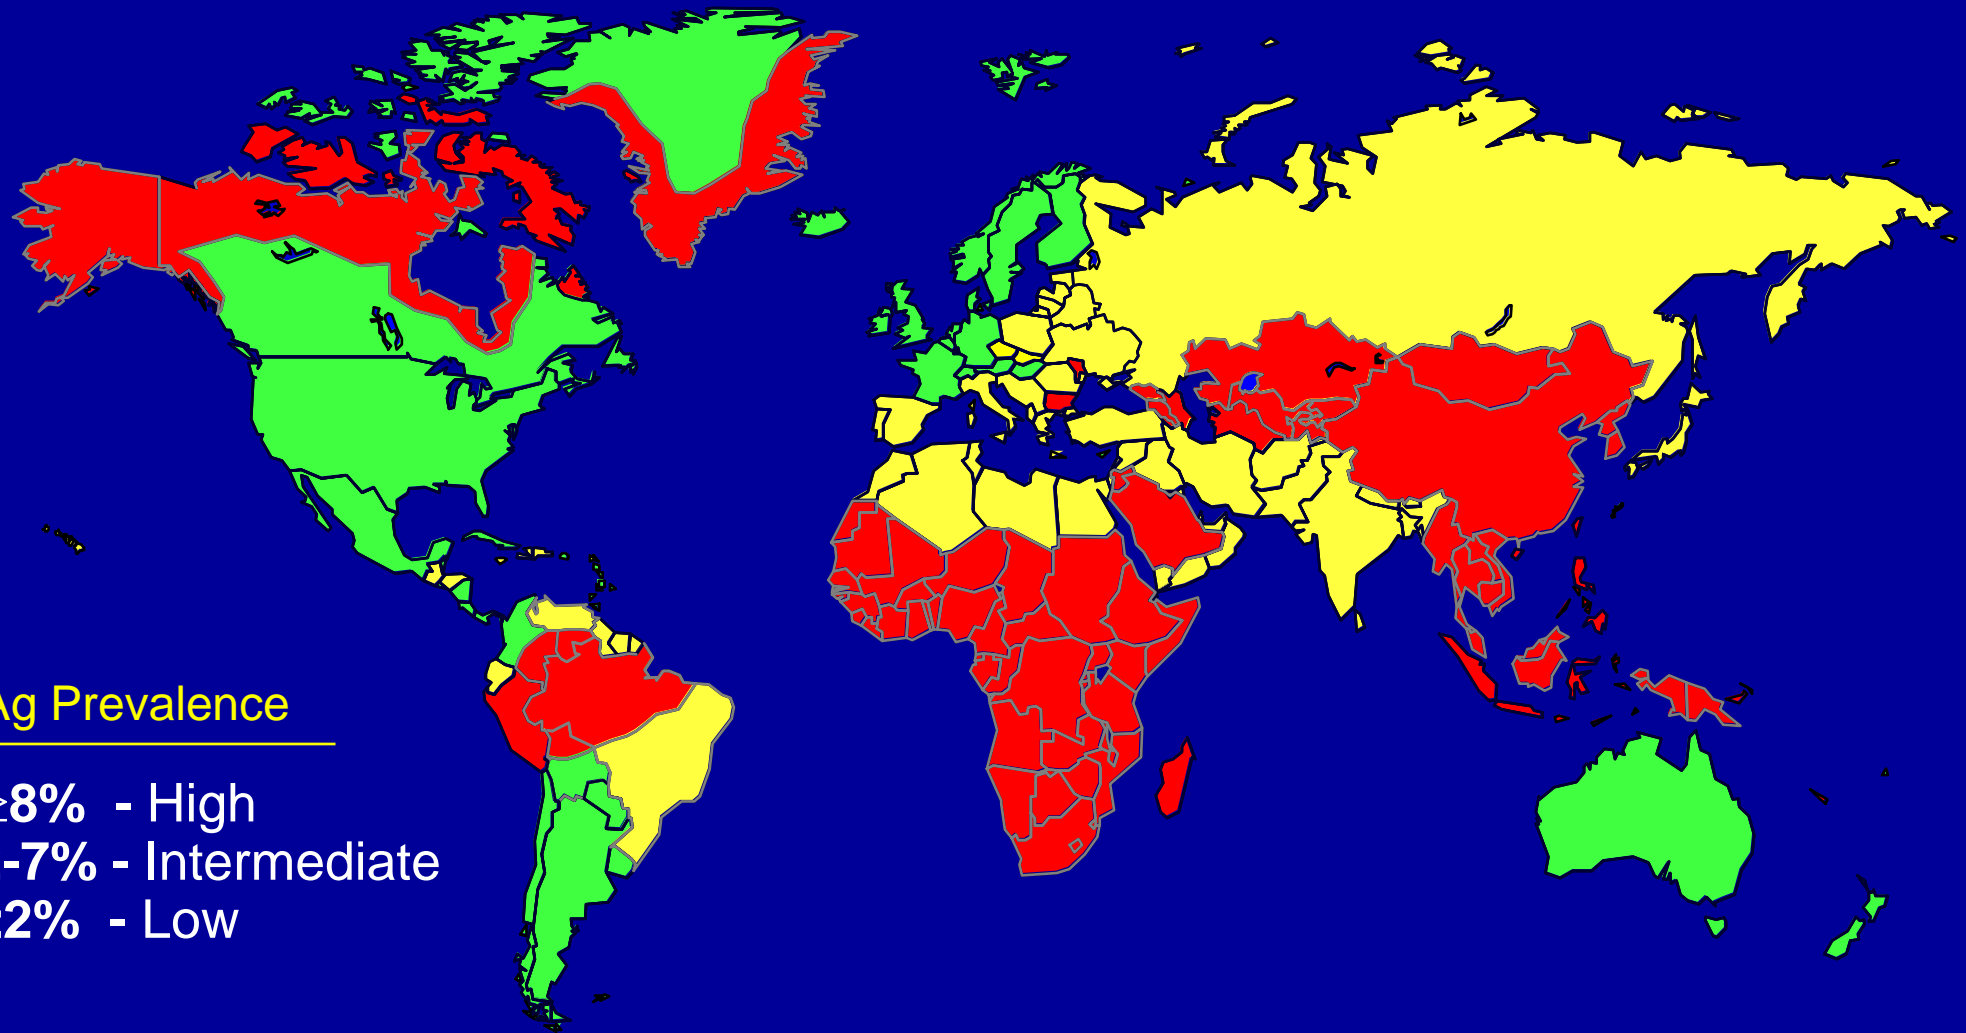 Ag Prevalence
≥8% - High
-7% - Intermediate
2% - Low